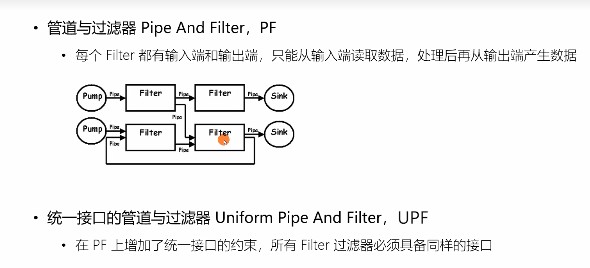 • 管道与过滤器 Pipe And Filter，PF
• 每个 Filter 都有输入端和输出端，只能从输入端读取数据，处理后再从输出端产生数据
Pump Pipe Filter Pipe Filter Pipe Sink
Pipe
Pump Pipe Filter Filter Pipe Sink
Pipe Pipe
• 统一接口的管道与过滤器 Uniform Pipe And Filter，UPF
• 在 PF 上增加了统一接口的约束，所有 Filter 过滤器必须具备同样的接口